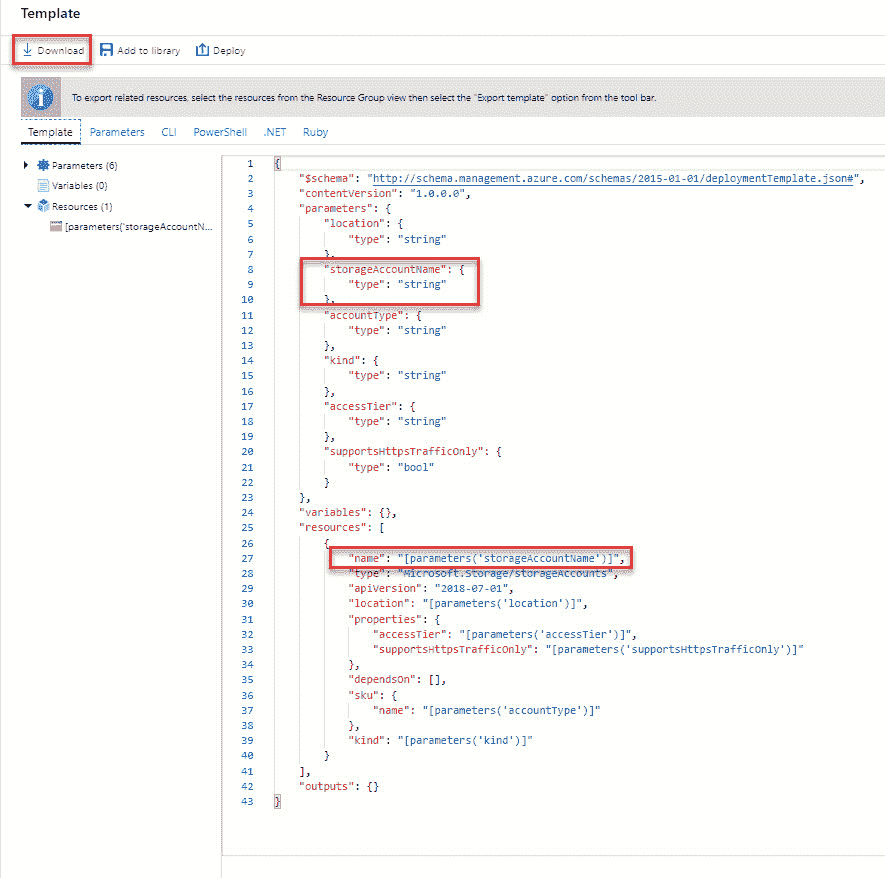 Template
Download Add to library Deploy
To export related resources, select the resources from the Resource Group view then select the "Export template" option from the tool bar.
Template Parameters CLI PowerShell .NET Ruby
Parameters (6)
Variables (0)
Resources (1)
[parameters('storageAccountN...
1 {
2 "$schema": "http://schema.management.azure.com/schemas/2015-01-01/deploymentTemplate.json#",
3 "contentVersion": "1.0.0.0",
4 "parameters": {
5 "location": {
6 "type": "string"
7 },
8 "storageAccountName": {
9 "type": "string"
10 },
11 "accountType": {
12 "type": "string"
13 },
14 "kind": {
15 "type": "string"
16 },
17 "accessTier": {
18 "type": "string"
19 },
20 "supportsHttpsTrafficOnly": {
21 "type": "bool"
22 }
23 },
24 "variables": {},
25 "resources": [
26 {
27 "name": "[parameters('storageAccountName')]",
28 "type": "Microsoft.Storage/storageAccounts",
29 "apiversion": "2018-07-01",
30 "location": "[parameters('location')]",
31 "properties": {
32 "accessTier": "[parameters('accessTier')]",
33 "supportsHttpsTrafficOnly": "[parameters('supportsHttpsTrafficOnly')]"
34 },
35 "dependsOn": [],
36 "sku": {
37 "name": "[parameters('accountType')]"
38 },
39 "kind": "[parameters('kind')]"
40 }
41 ],
42 "outputs": {}
43 }